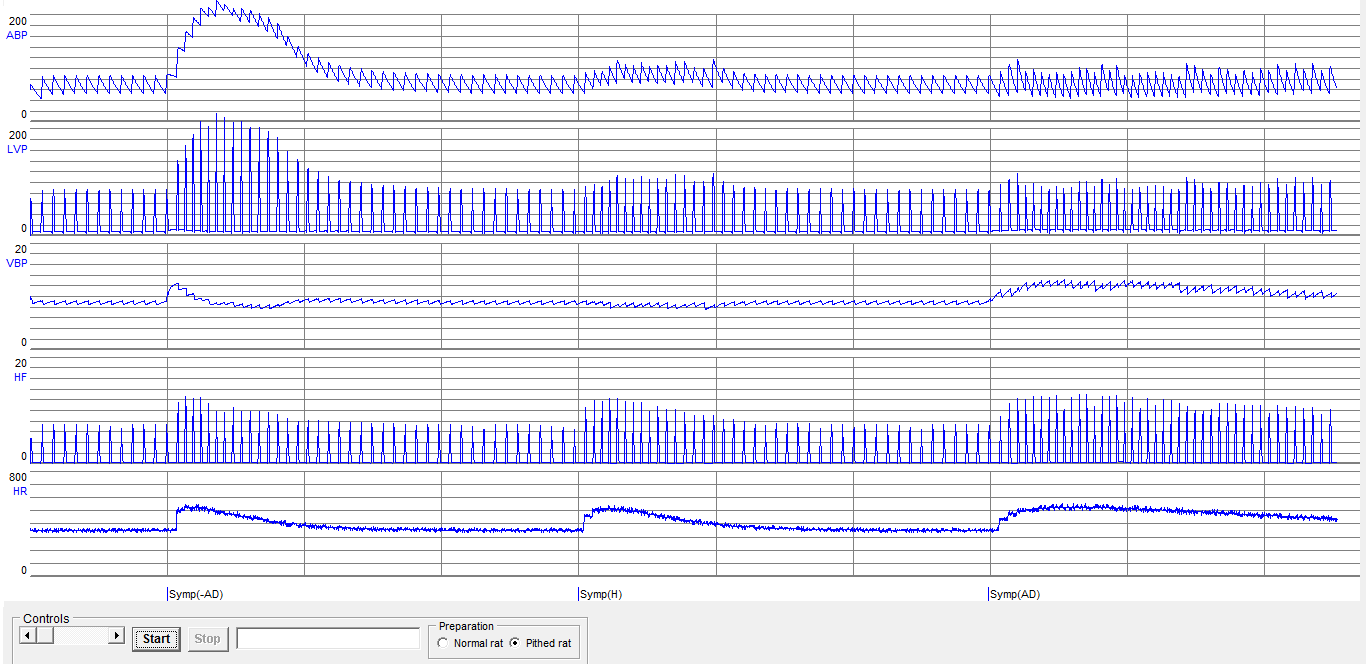 200
ABP
0
200
LVP
0
20
VBP
0
20
HF
0
800
HR
0
Symp(-AD) Symp(H) Symp(AD)
Controls
Start Stop
Preparation
Normal rat Pithed rat